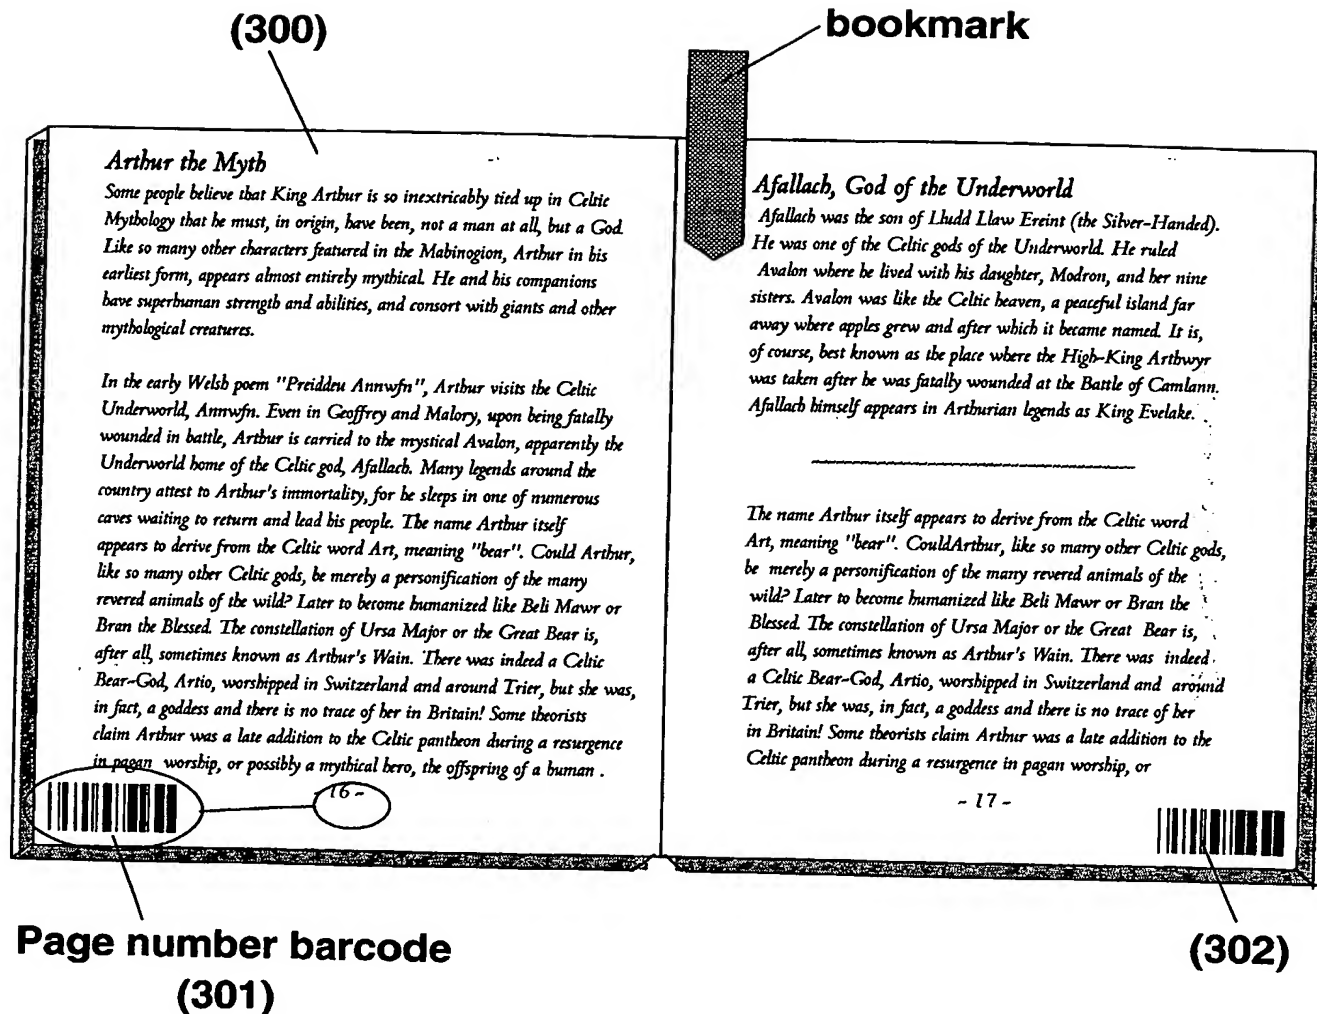 (300)
bookmark
Arthur the Myth
Some people believe that King Arthur is so inextricably tied up in Celtic
Mythology that he must, in origin, have been, not a man at all, but a God.
Like so many other characters featured in the Mabinogion, Arthur in his
earliest form, appears almost entirely mythical. He and his companions
have superhuman strength and abilities, and consort with giants and other
mythological creatures.
In the early Welsh poem "Preiddeu Annwfn", Arthur visits the Celtic
Underworld, Annwfn. Even in Geoffrey and Malory, upon being fatally
wounded in battle, Arthur is carried to the mystical Avalon, apparently the
Underworld home of the Celtic god, Afallach. Many legends around the
country attest to Arthur's immortality, for he sleeps in one of numerous
caves waiting to return and lead his people. The name Arthur itself
appears to derive from the Celtic word Art, meaning "bear". Could Arthur,
like so many other Celtic gods, be merely a personification of the many
revered animals of the wild? Later to become humanized like Beli Mawr or
Bran the Blessed. The constellation of Ursa Major or the Great Bear is,
after all, sometimes known as Arthur's Wain. There was indeed a Celtic
Bear-God, Artio, worshipped in Switzerland and around Trier, but she was,
in fact, a goddess and there is no trace of her in Britain! Some theorists
claim Arthur was a late addition to the Celtic pantheon during a resurgence
in pagan worship, or possibly a mythical hero, the offspring of a human .
- 16 -
Afallach, God of the Underworld
Afallach was the son of Lludd Llaw Ereint (the Silver-Handed).
He was one of the Celtic gods of the Underworld. He ruled
Avalon where he lived with his daughter, Modron, and her nine
sisters. Avalon was like the Celtic heaven, a peaceful island far
away where apples grew and after which it became named. It is,
of course, best known as the place where the High-King Arthwyr
was taken after he was fatally wounded at the Battle of Camlann.
Afallach himself appears in Arthurian legends as King Evelake.
The name Arthur itself appears to derive from the Celtic word
Art, meaning "bear". CouldArthur, like so many other Celtic gods,
be merely a personification of the many revered animals of the
wild? Later to become humanized like Beli Mawr or Bran the
Blessed. The constellation of Ursa Major or the Great Bear is,
after all, sometimes known as Arthur's Wain. There was indeed
a Celtic Bear-God, Artio, worshipped in Switzerland and around
Trier, but she was, in fact, a goddess and there is no trace of her
in Britain! Some theorists claim Arthur was a late addition to the
Celtic pantheon during a resurgence in pagan worship, or
- 17 -
Page number barcode
(301)
(302)